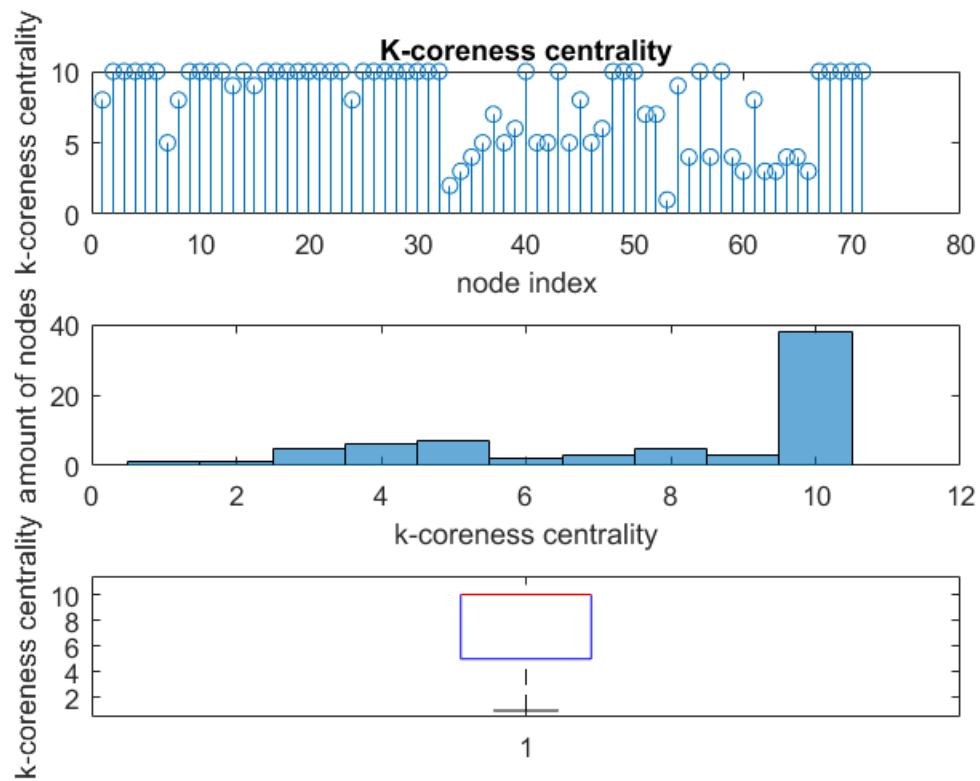 K-coreness centrality
k-coreness centrality
10
5
0
0 10 20 30 40 50 60 70 80
node index
amount of nodes
40
20
0
0 2 4 6 8 10 12
k-coreness centrality
k-coreness centrality
10
8
6
4
2
1